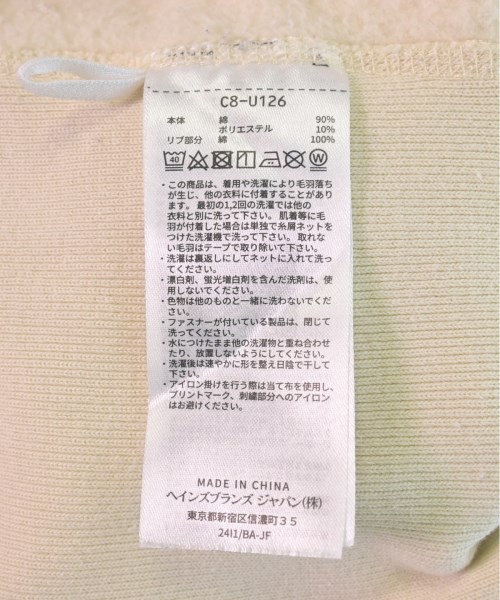 C8-U126
本体 綿 90%
ポリエステル 10%
リブ部分 綿 100%
40 W
・この商品は、着用や洗濯により毛羽落ち
が生じ、他の衣料に付着することがあり
ます。最初の1,2回の洗濯では他の
衣料と別に洗って下さい。肌着等に毛
羽が付着した場合は単独で糸屑ネットを
つけた洗濯機で洗って下さい。取れな
い毛羽はテープで取り除いて下さい。
・洗濯は裏返しにしてネットに入れて洗っ
てください。
・漂白剤、蛍光増白剤を含んだ洗剤は、使
用しないでください。
・色物は他のものと一緒に洗わないでくだ
さい。
・ファスナーが付いている製品は、閉じて
洗ってください。
・水につけたまま他の洗濯物と重ね合わせ
たり、放置しないようにしてください。
・洗濯後は速やかに形を整え日陰で干して
下さい。
・アイロン掛けを行う際は当て布を使用し、
プリントマーク、刺繍部分へのアイロン
はお避けください。
MADE IN CHINA
ヘインズブランズ ジャパン(株)
東京都新宿区信濃町35
24I1/BA-JF